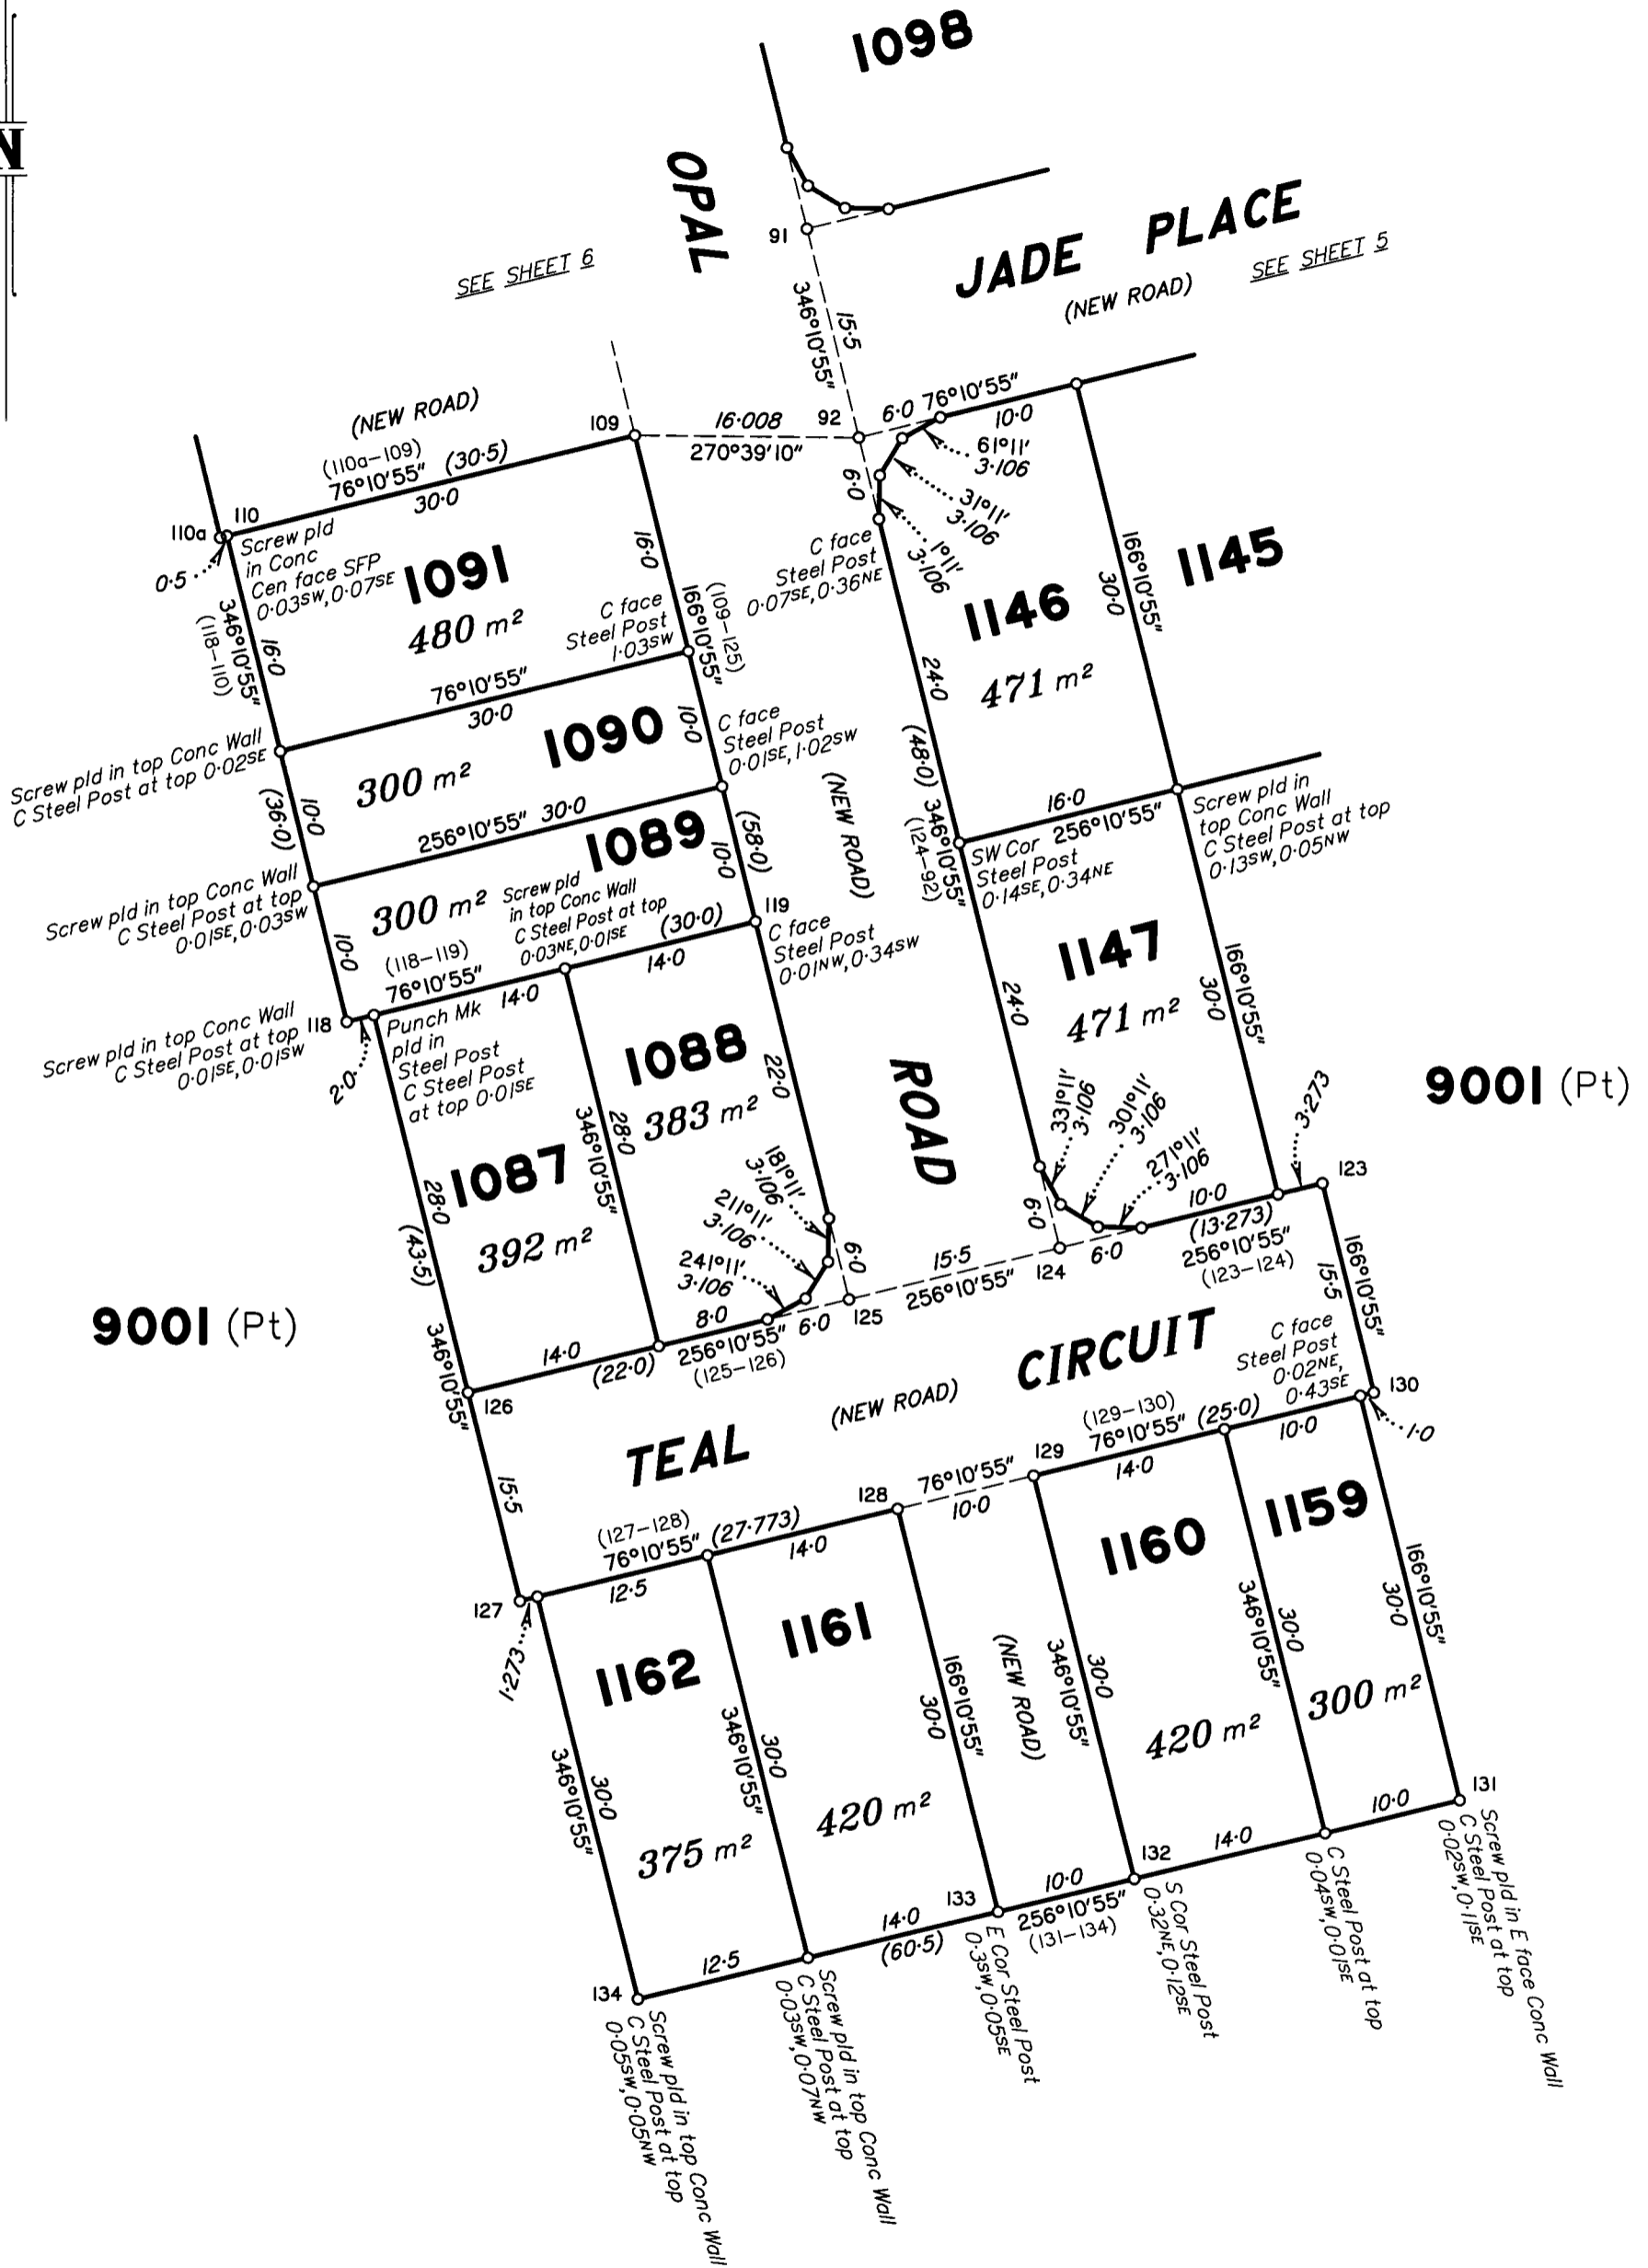 N
1098
OPAL
91
JADE PLACE
(NEW ROAD)
SEE SHEET 5
SEE SHEET 6
346°10'55"
15·5
(NEW ROAD)
(110a–109)
76°10'55" (30·5)
30·0
109
16·008
270°39'10"
92
6·0 76°10'55"
10·0
61°11'
3·106
31°11'
3·106
1°11'
3·106
6·0
110a
110
0·5
Screw pld
in Conc
Cen face SFP
0·03SW,0·07SE
1091
480 m²
16·0
346°10'55"
(118–110)
16·0
166°10'55"
(109–125)
C face
Steel Post
1·03SW
C face
Steel Post
0·07SE,0·36NE
1146
471 m²
166°10'55"
30·0
1145
24·0
(48·0) 346°10'55"
(124–92)
76°10'55"
30·0
Screw pld in top Conc Wall
C Steel Post at top 0·02SE
1090
300 m²
10·0
C face
Steel Post
0·01SE,1·02SW
(36·0)
10·0
256°10'55" 30·0
(NEW ROAD)
16·0
256°10'55"
Screw pld in
top Conc Wall
C Steel Post at top
0·13SW,0·05NW
SW Cor
Steel Post
0·14SE,0·34NE
1089
300 m²
(58·0)
10·0
Screw pld in top Conc Wall
C Steel Post at top
0·01SE,0·03SW
10·0
Screw pld
in top Conc Wall
C Steel Post at top
0·03NE,0·01SE
(118–119)
76°10'55"
14·0
(30·0)
14·0
119
C face
Steel Post
0·01NW,0·34SW
118
Screw pld in top Conc Wall
C Steel Post at top
0·01SE,0·01SW
2·0
Punch Mk
pld in
Steel Post
C Steel Post
at top 0·01SE
1147
471 m²
24·0
166°10'55"
30·0
1088
383 m²
22·0
346°10'55"
28·0
ROAD
1087
392 m²
28·0
(43·5)
346°10'55"
9001 (Pt)
331°11'
3·106
301°11'
3·106
271°11'
3·106
3·273
123
181°11'
3·106
211°11'
3·106
241°11'
3·106
6·0
6·0
10·0
(13·273)
256°10'55"
(123–124)
6·0
124
15·5
256°10'55"
125
6·0
8·0
256°10'55"
(125–126)
14·0
(22·0)
126
9001 (Pt)
15·5
166°10'55"
TEAL
(NEW ROAD)
CIRCUIT
C face
Steel Post
0·02NE,
0·43SE
130
1·0
(129–130)
76°10'55" (25·0)
10·0
14·0
129
76°10'55"
10·0
128
15·5
(127–128)
76°10'55" (27·773)
14·0
12·5
127
1·273
1162
375 m²
346°10'55"
30·0
1161
420 m²
346°10'55"
30·0
166°10'55"
30·0
(NEW ROAD)
346°10'55"
30·0
1160
420 m²
346°10'55"
30·0
1159
300 m²
166°10'55"
30·0
131
10·0
14·0
132
10·0
256°10'55"
(131–134)
133
14·0
(60·5)
12·5
134
Screw pld in E face Conc Wall
C Steel Post at top
0·02SW,0·11SE
C Steel Post at top
0·04SW,0·01SE
S Cor Steel Post
0·32NE,0·12SE
E Cor Steel Post
0·3SW,0·05SE
Screw pld in top Conc Wall
C Steel Post at top
0·03SW,0·07NW
Screw pld in top Conc Wall
C Steel Post at top
0·05SW,0·05NW